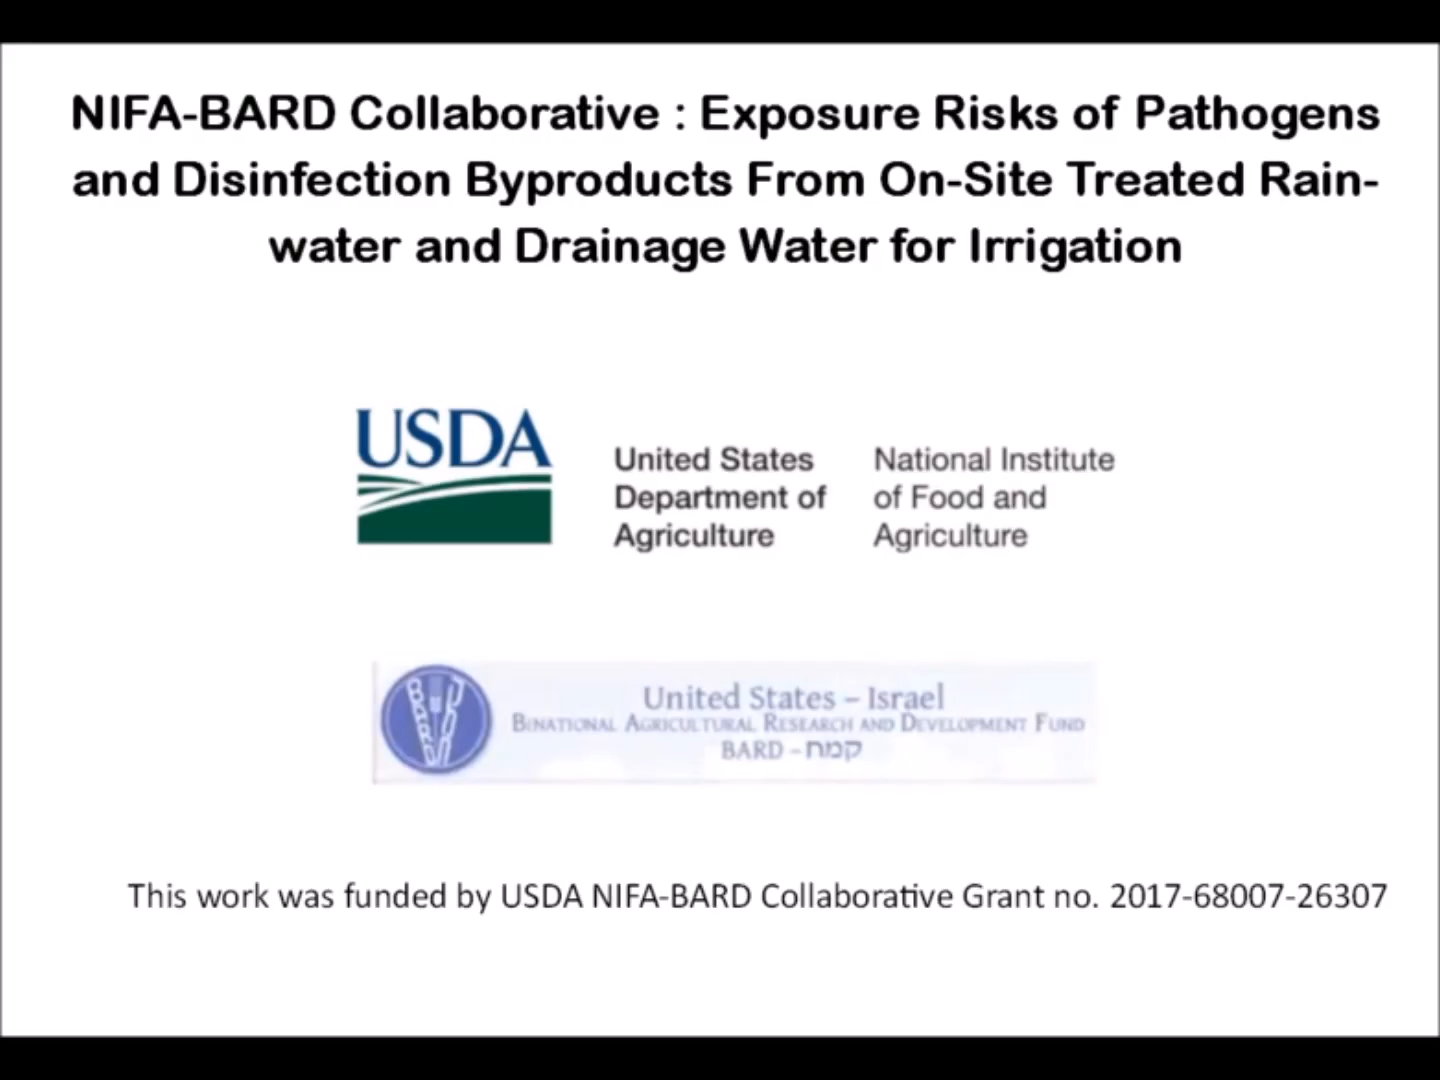 NIFA-BARD Collaborative : Exposure Risks of Pathogens
and Disinfection Byproducts From On-Site Treated Rain-
water and Drainage Water for Irrigation
USDA
United States
Department of
Agriculture
National Institute
of Food and
Agriculture
BARD
United States – Israel
BINATIONAL AGRICULTURAL RESEARCH AND DEVELOPMENT FUND
BARD – קמח
This work was funded by USDA NIFA-BARD Collaborative Grant no. 2017-68007-26307